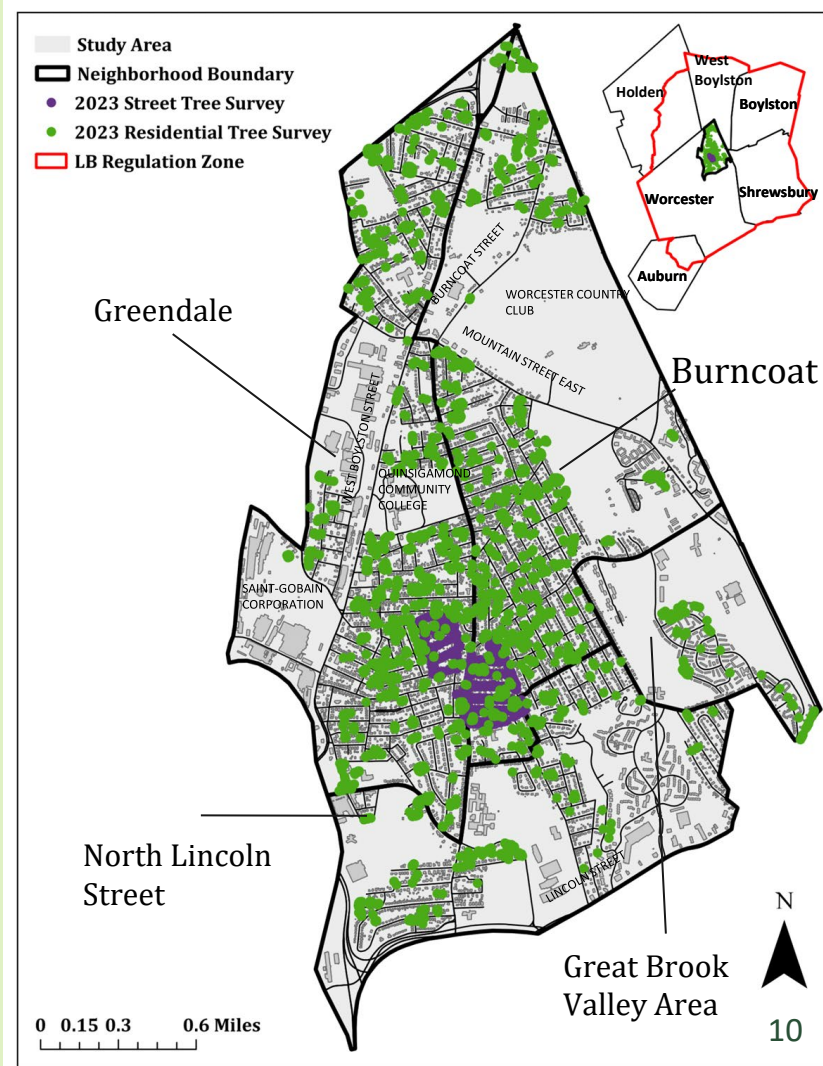 Study Area
Neighborhood Boundary
2023 Street Tree Survey
2023 Residential Tree Survey
LB Regulation Zone
West
Boylston
Holden
Boylston
Worcester
Shrewsbury
Auburn
BURNCOAT STREET
WORCESTER COUNTRY
CLUB
Greendale
MOUNTAIN STREET EAST
Burncoat
WEST BOYLSTON STREET
QUINSIGAMOND
COMMUNITY
COLLEGE
SAINT-GOBAIN
CORPORATION
North Lincoln
Street
LINCOLN STREET
Great Brook
Valley Area
N
0 0.15 0.3 0.6 Miles
10